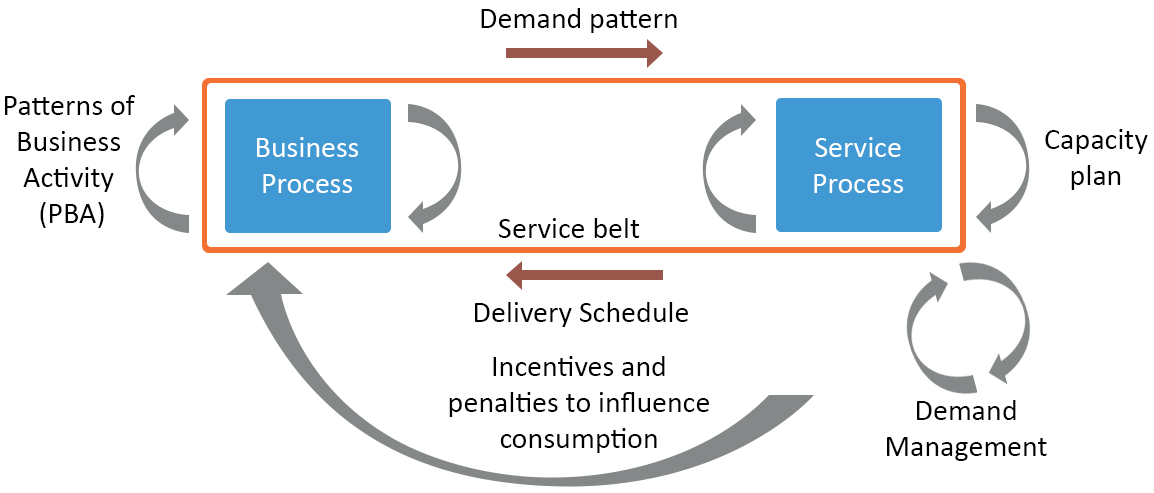 Demand pattern
Patterns of
Business
Activity
(PBA)
Business
Process
Service
Process
Capacity
plan
Service belt
Delivery Schedule
Incentives and
penalties to influence
consumption
Demand
Management